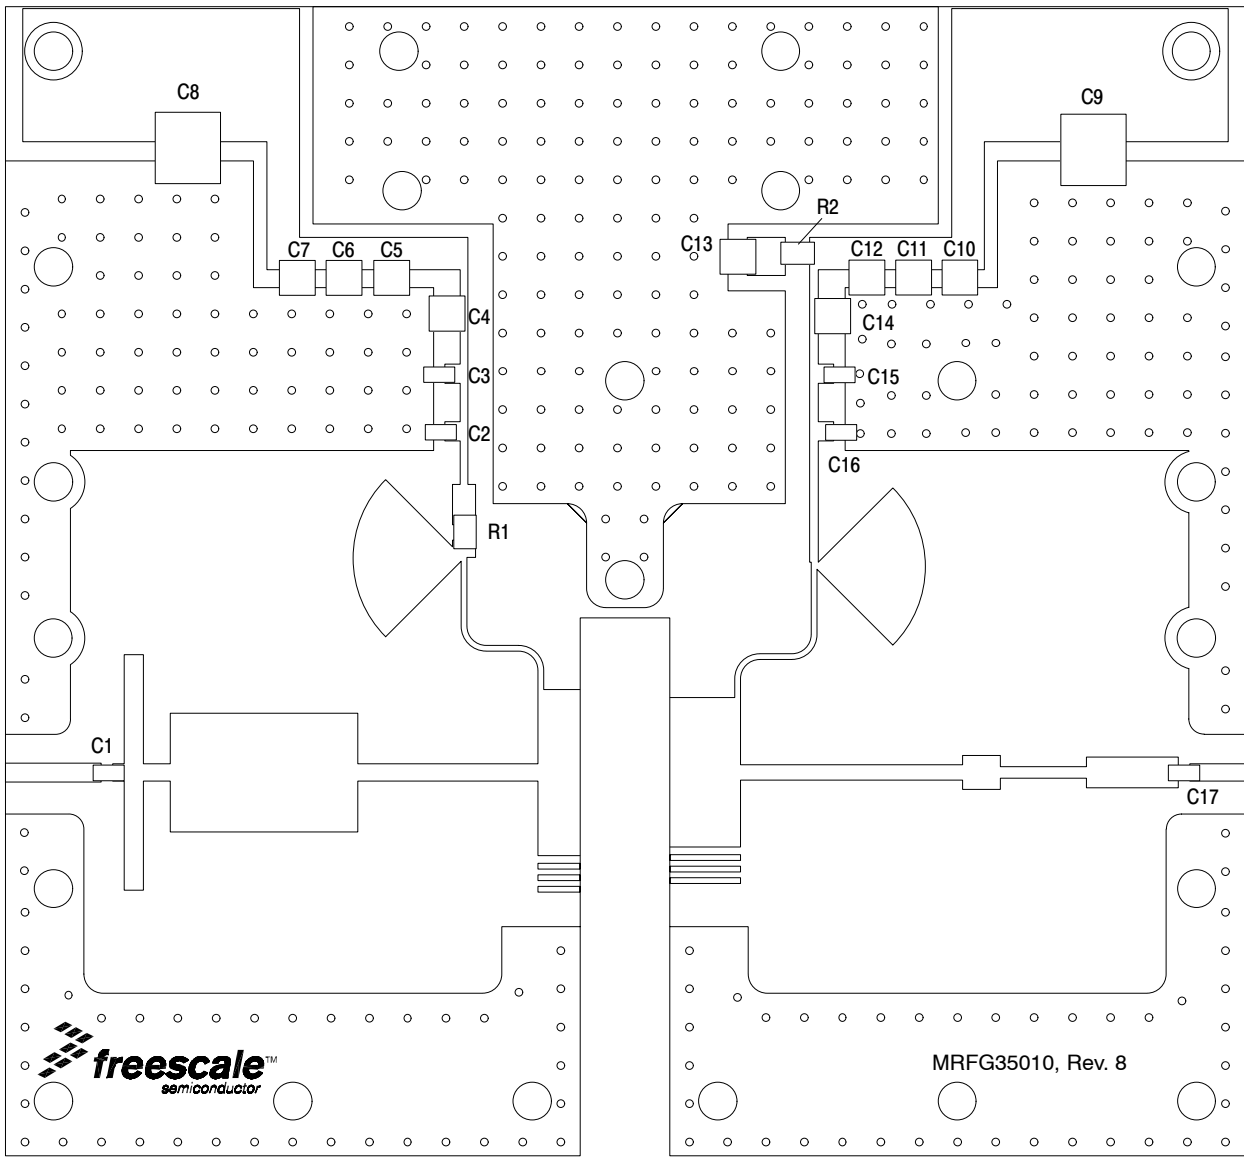 C8
C9
R2
C13
C7 C6 C5
C12 C11 C10
C4
C14
C3
C15
C2
C16
R1
C1
C17
freescale™
semiconductor
MRFG35010, Rev. 8